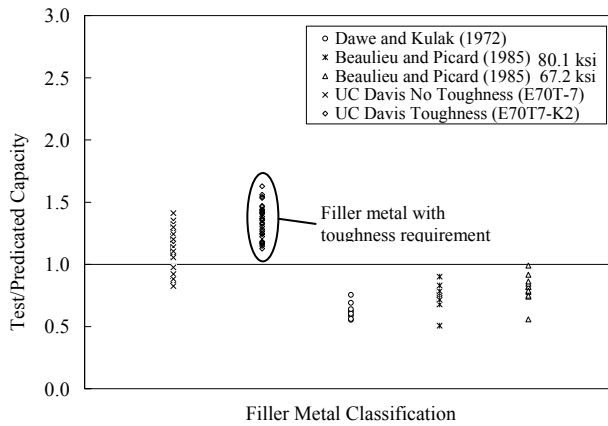 3.0
2.5
2.0
1.5
1.0
0.5
0.0
Test/Predicated Capacity
Dawe and Kulak (1972)
Beaulieu and Picard (1985) 80.1 ksi
Beaulieu and Picard (1985) 67.2 ksi
UC Davis No Toughness (E70T-7)
UC Davis Toughness (E70T7-K2)
Filler metal with
toughness requirement
Filler Metal Classification